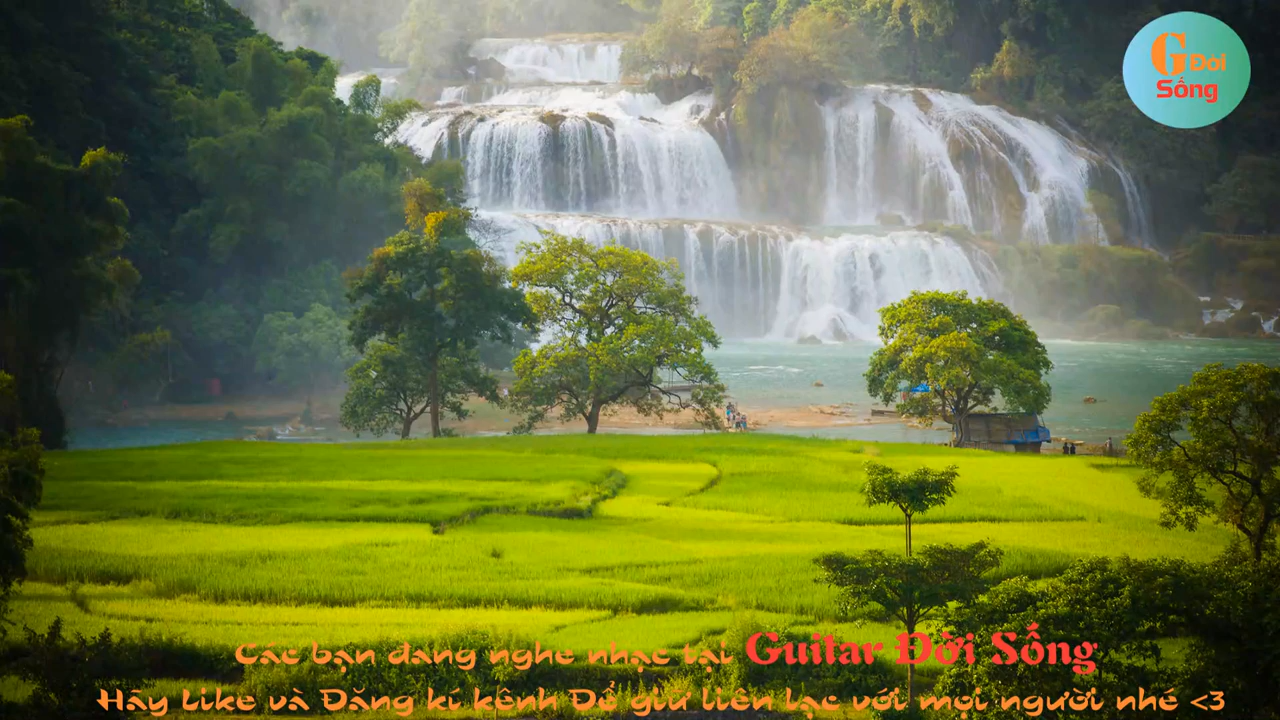 G Đời
Sống
Các bạn đang nghe nhạc tại Guitar Đời Sống
Hãy Like và Đăng kí kênh Để giữ liên lạc với mọi người nhé <3